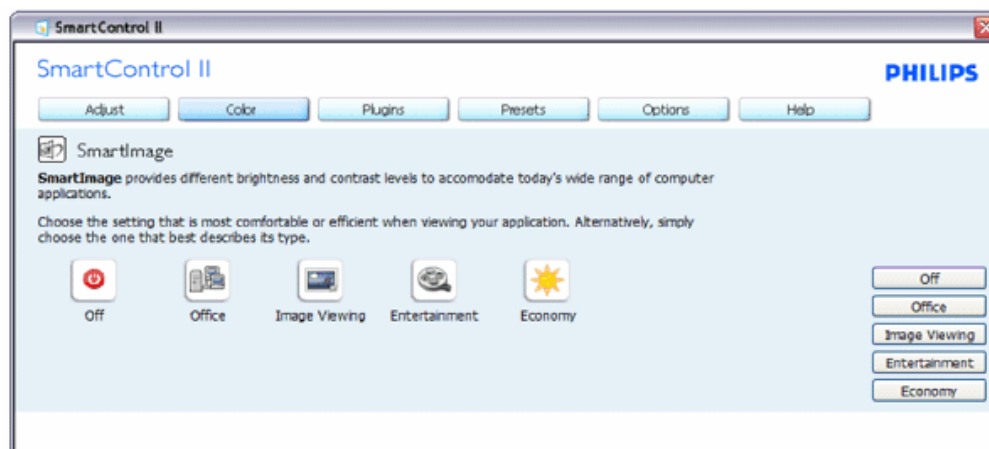 SmartControl II
SmartControl II
PHILIPS
Adjust
Color
Plugins
Presets
Options
Help
SmartImage
SmartImage provides different brightness and contrast levels to accomodate today's wide range of computer
applications.
Choose the setting that is most comfortable or efficient when viewing your application. Alternatively, simply
choose the one that best describes its type.
Off
Office
Image Viewing
Entertainment
Economy
Off
Office
Image Viewing
Entertainment
Economy